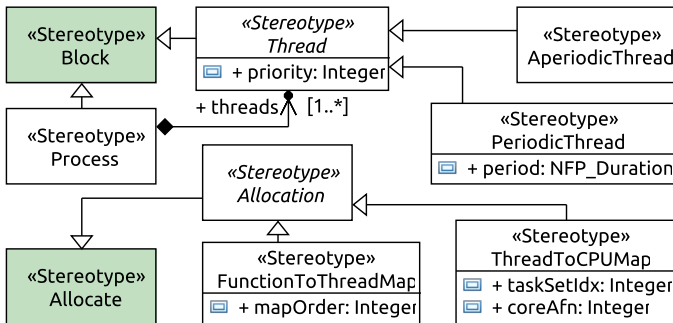 «Stereotype»
Block
«Stereotype»
Thread
+ priority: Integer
«Stereotype»
AperiodicThread
+ threads
[1..*]
«Stereotype»
Process
«Stereotype»
PeriodicThread
+ period: NFP_Duration
«Stereotype»
Allocation
«Stereotype»
Allocate
«Stereotype»
FunctionToThreadMap
+ mapOrder: Integer
«Stereotype»
ThreadToCPUMap
+ taskSetIdx: Integer
+ coreAfn: Integer